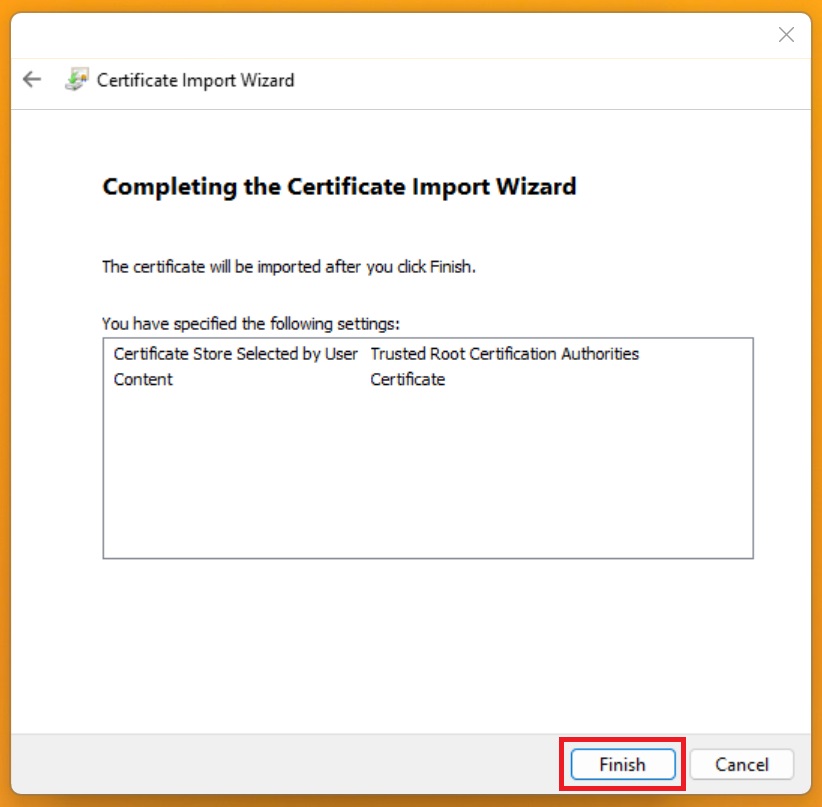 Certificate Import Wizard
Completing the Certificate Import Wizard
The certificate will be imported after you click Finish.
You have specified the following settings:
Certificate Store Selected by User Trusted Root Certification Authorities
Content Certificate
Finish Cancel